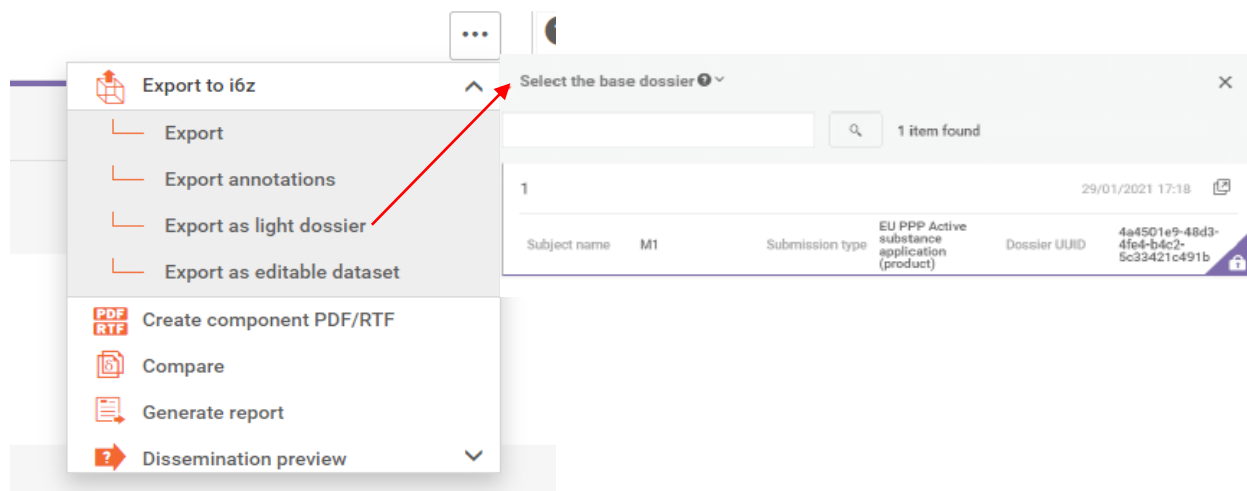 Export to i6z
Export
Export annotations
Export as light dossier
Export as editable dataset
PDF
RTF
Create component PDF/RTF
Compare
Generate report
?
Dissemination preview
Select the base dossier ?
1 item found
1
29/01/2021 17:18
Subject name
M1
Submission type
EU PPP Active
substance
application
(product)
Dossier UUID
4a4501e9-48d3-
4fe4-b4c2-
5c33421c491b